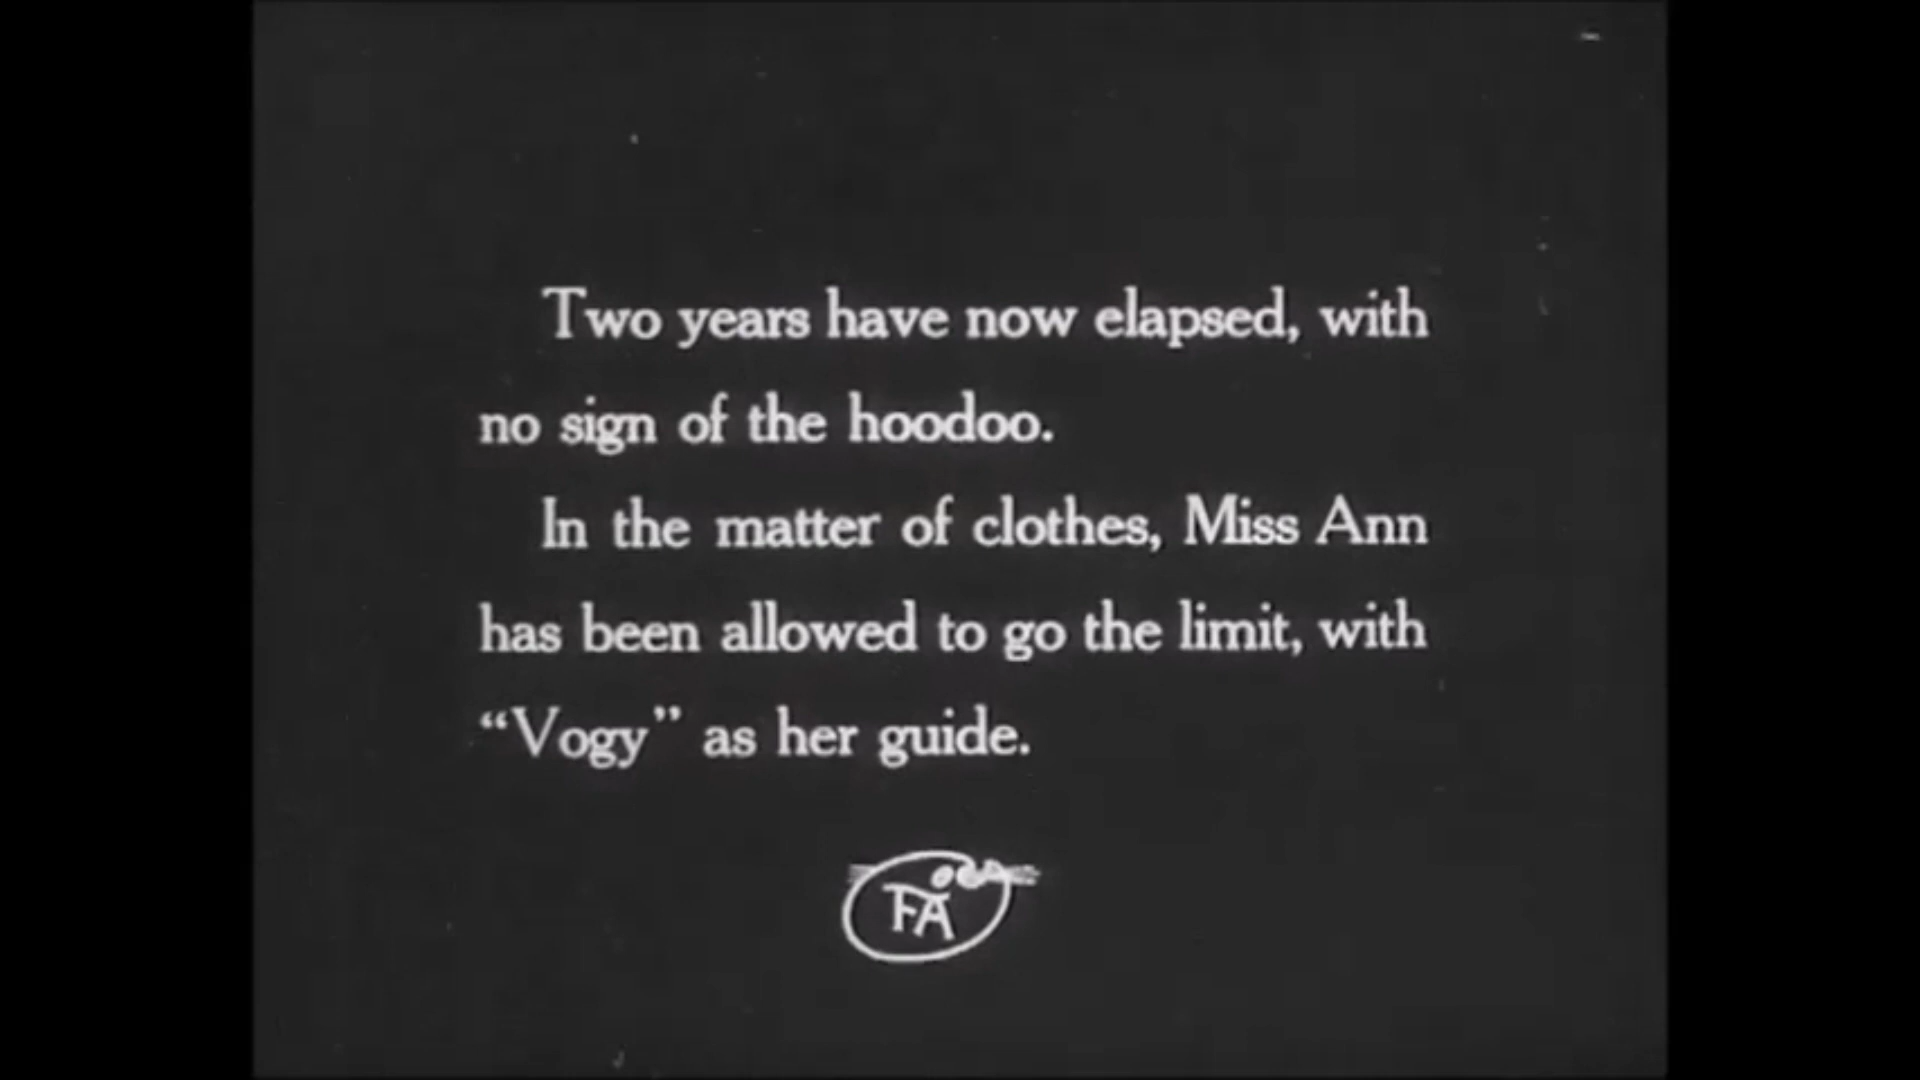 Two years have now elapsed, with
no sign of the hoodoo.
In the matter of clothes, Miss Ann
has been allowed to go the limit, with
“Vogy” as her guide.
FA